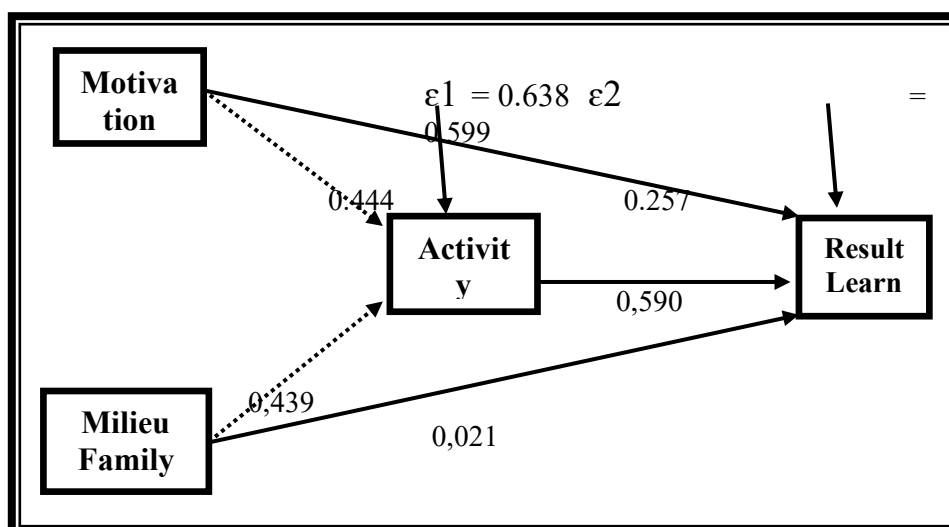 Motiva
tion
ε1 = 0.638 ε2 =
0.599
0.444
0.257
Activit
y
Result
Learn
0,590
0,439
Milieu
Family
0,021